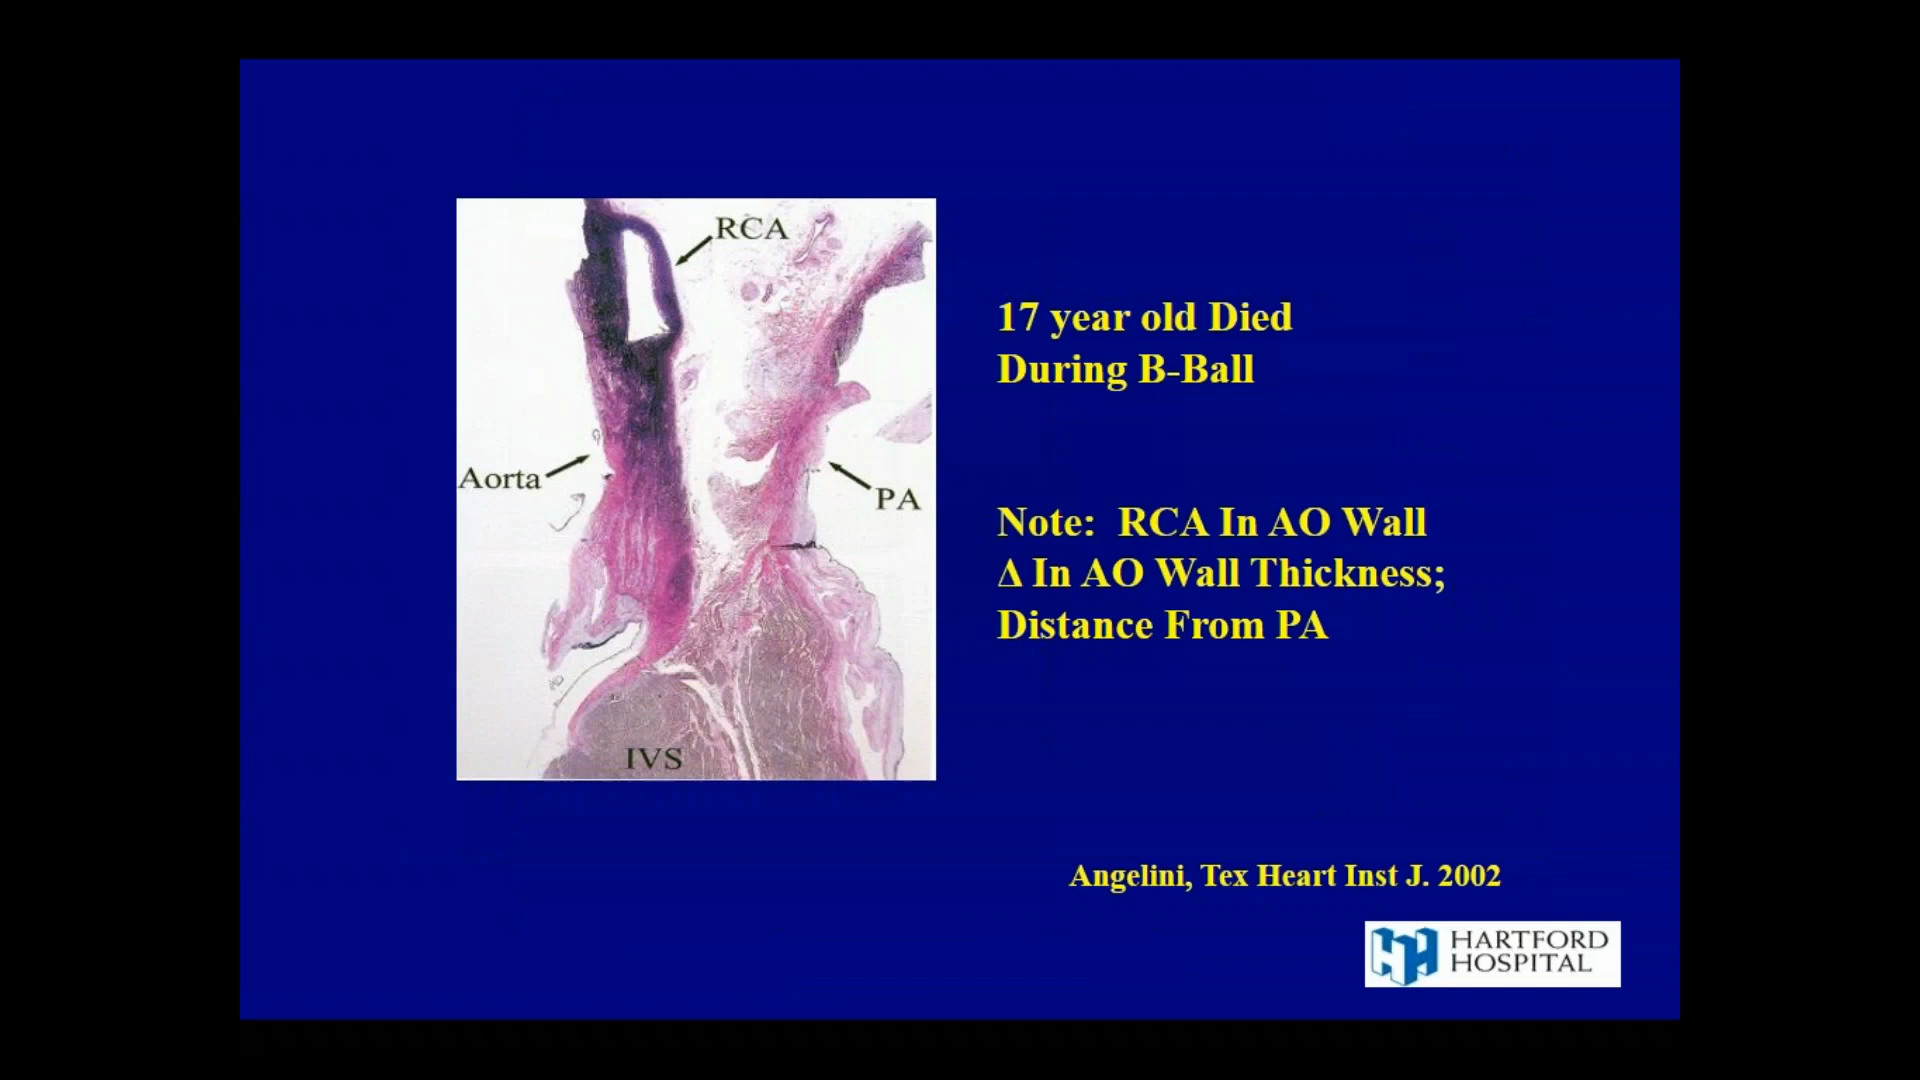 RCA
Aorta
PA
IVS
17 year old Died
During B-Ball
Note: RCA In AO Wall
Δ In AO Wall Thickness;
Distance From PA
Angelini, Tex Heart Inst J. 2002
HARTFORD
HOSPITAL